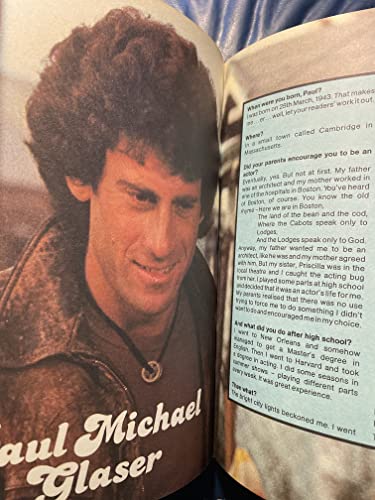 aul Michael
Glaser
When were you born, Paul?
I was born on 25th March, 1943. That makes
me ... or ... well, let your readers' work it out.
Where?
In a small town called Cambridge in
Massachusetts.
Did your parents encourage you to be an
actor?
Eventually, yes. But not at first. My father
was an architect and my mother worked in
one of the hospitals in Boston. You've heard
of Boston, of course. You know the old
rhyme - Here we are in Boston,
The land of the bean and the cod,
Where the Cabots speak only to
Lodges,
And the Lodges speak only to God.
Anyway, my father wanted me to be an
architect, like he was and my mother agreed
with him. But my sister, Priscilla was in the
local theatre and I caught the acting bug
from her. I played some parts at high school
and decided that it was an actor's life for me.
My parents realised that there was no use
trying to force me to do something I didn't
want to do and encouraged me in my choice.
And what did you do after high school?
I went to New Orleans and somehow
managed to get a Master's degree in
English. Then I went to Harvard and took
a degree in acting. I did some seasons in
summer shows – playing different parts
every week. It was great experience.
Then what?
The bright city lights beckoned me. I went